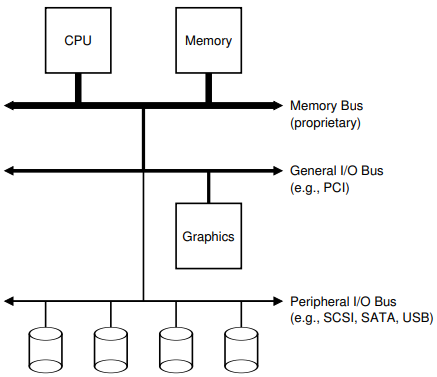 CPU
Memory
Memory Bus
(proprietary)
General I/O Bus
(e.g., PCI)
Graphics
Peripheral I/O Bus
(e.g., SCSI, SATA, USB)